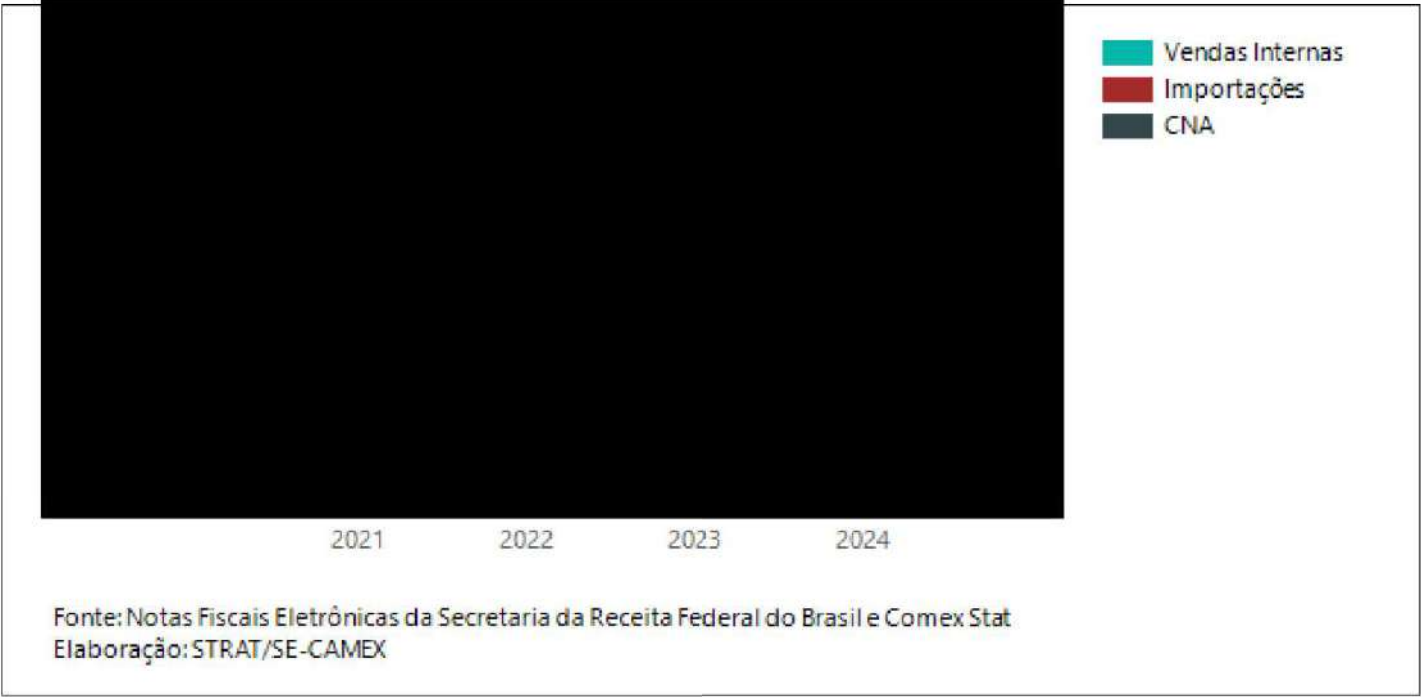 Vendas Internas
Importações
CNA
2021 2022 2023 2024
Fonte: Notas Fiscais Eletrônicas da Secretaria da Receita Federal do Brasil e Comex Stat
Elaboração: STRAT/SE-CAMEX